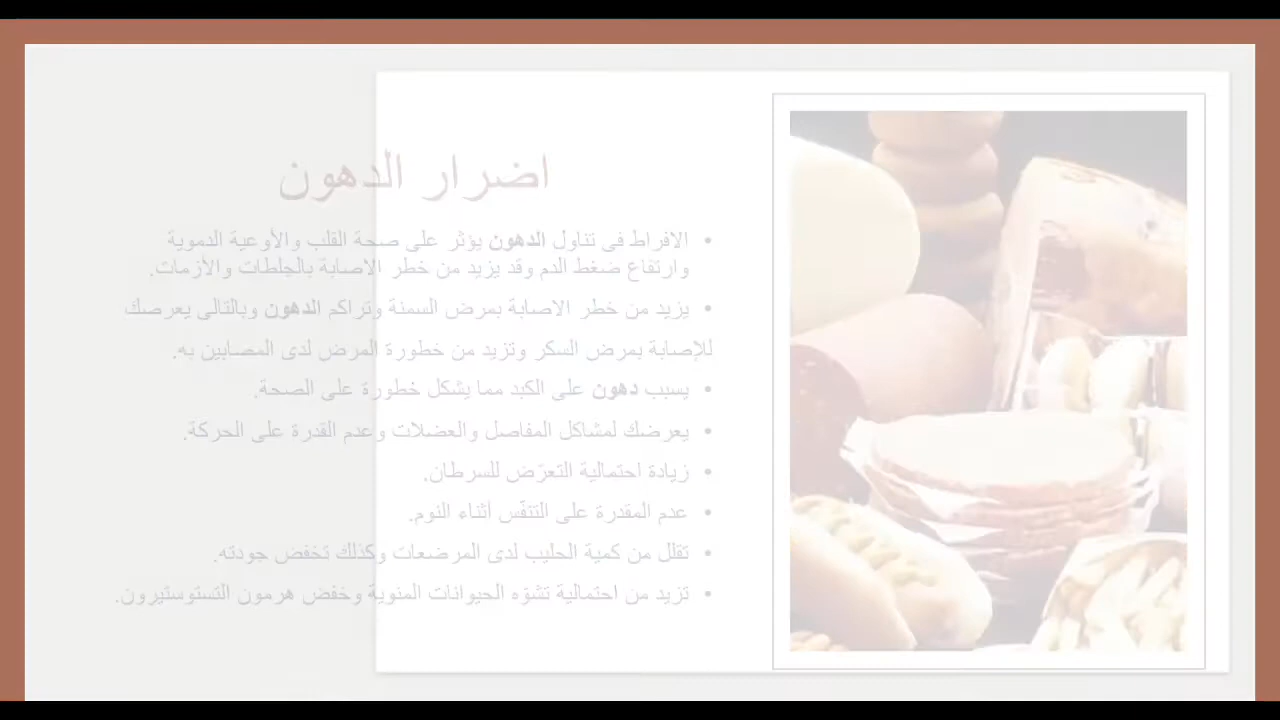 اضرار الدهون
• الافراط فى تناول الدهون يؤثر على صحة القلب والأوعية الدموية
وارتفاع ضغط الدم وقد يزيد من خطر الاصابة بالجلطات والأزمات.
• يزيد من خطر الاصابة بمرض السمنة وتراكم الدهون وبالتالى يعرضك
للإصابة بمرض السكر وتزيد من خطورة المرض لدى المصابين به.
• يسبب دهون على الكبد مما يشكل خطورة على الصحة.
• يعرضك لمشاكل المفاصل والعضلات وعدم القدرة على الحركة.
• زيادة احتمالية التعرّض للسرطان.
• عدم المقدرة على التنفّس أثناء النوم.
• تقلل من كمية الحليب لدى المرضعات وكذلك تخفض جودته.
• تزيد من احتمالية تشوّه الحيوانات المنوية وخفض هرمون التستوستيرون.